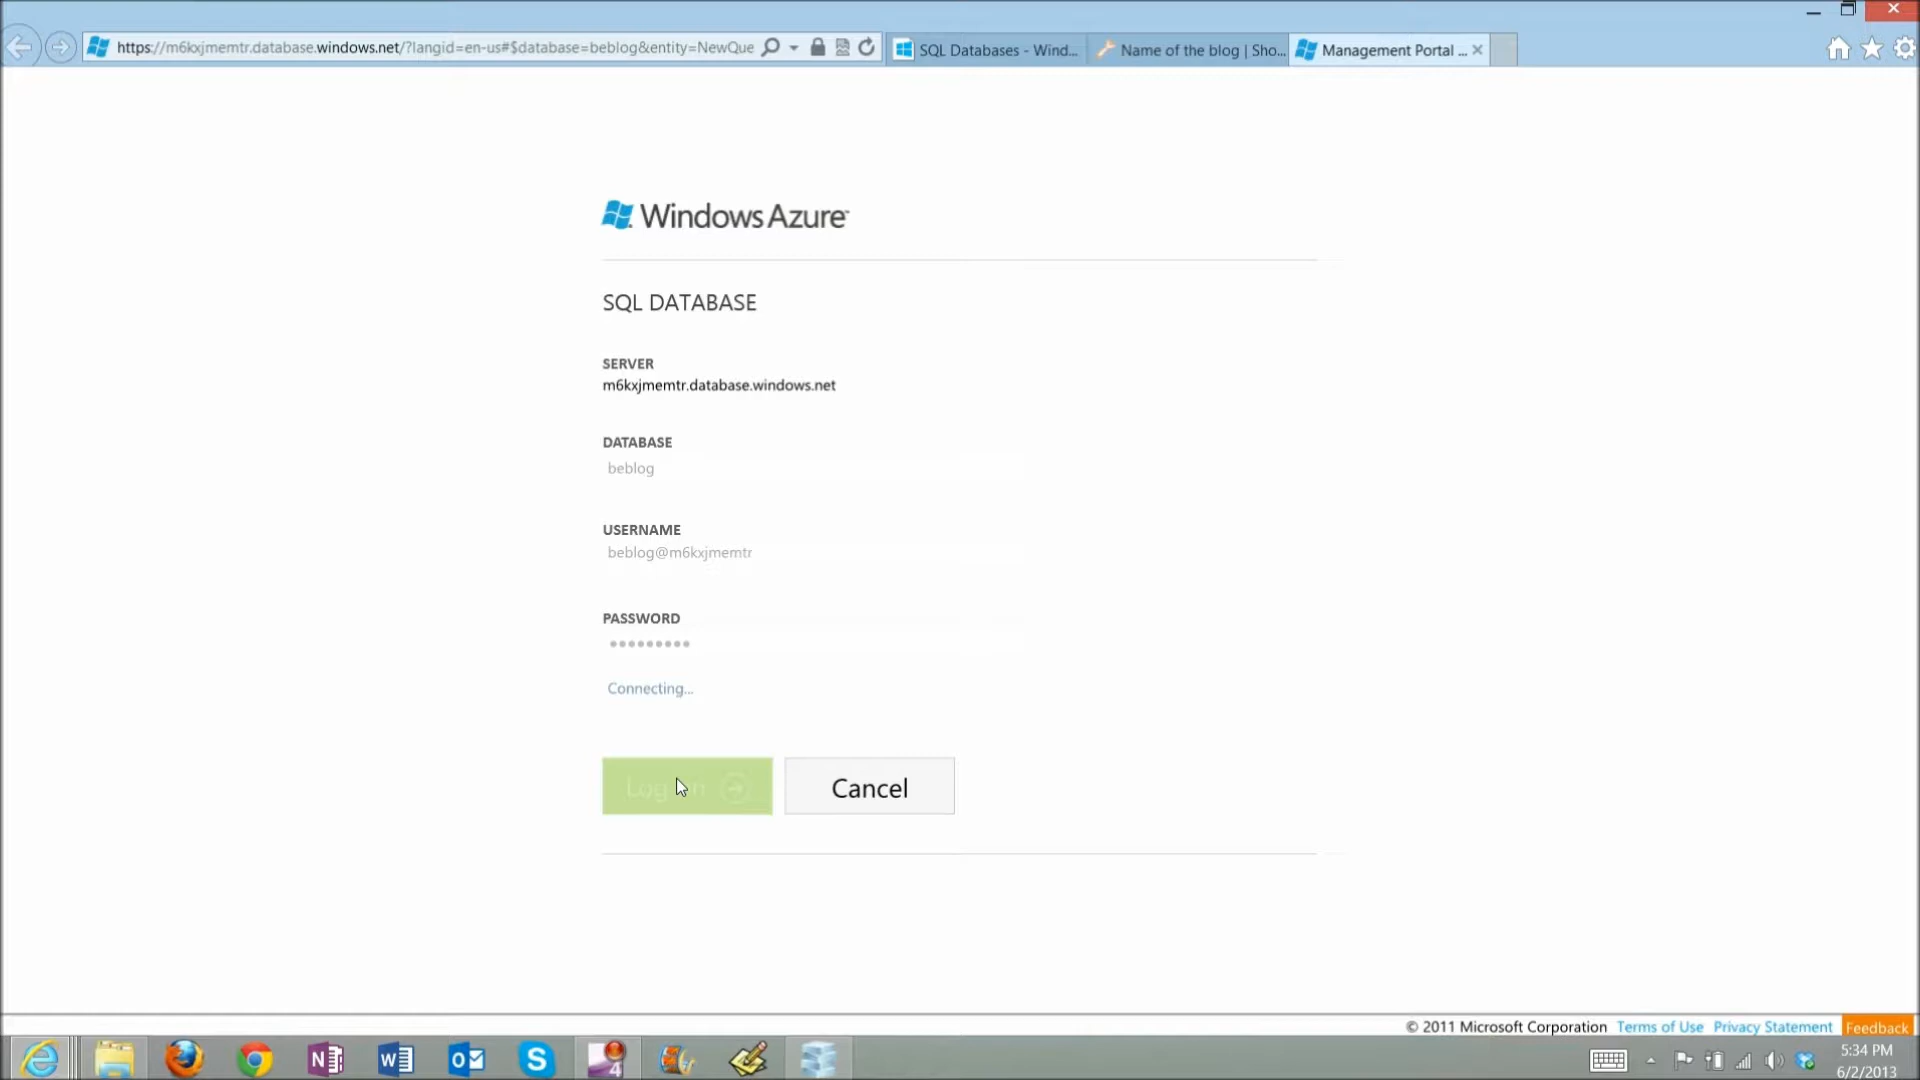 https://m6kxjmemtr.database.windows.net/?langid=en-us#$database=beblog&entity=NewQue
SQL Databases - Wind...
Name of the blog | Sho...
Management Portal ...
Windows Azure
SQL DATABASE
SERVER
m6kxjmemtr.database.windows.net
DATABASE
beblog
USERNAME
beblog@m6kxjmemtr
PASSWORD
•••••••••
Connecting...
Log on
Cancel
© 2011 Microsoft Corporation Terms of Use Privacy Statement Feedback
5:34 PM
6/2/2013